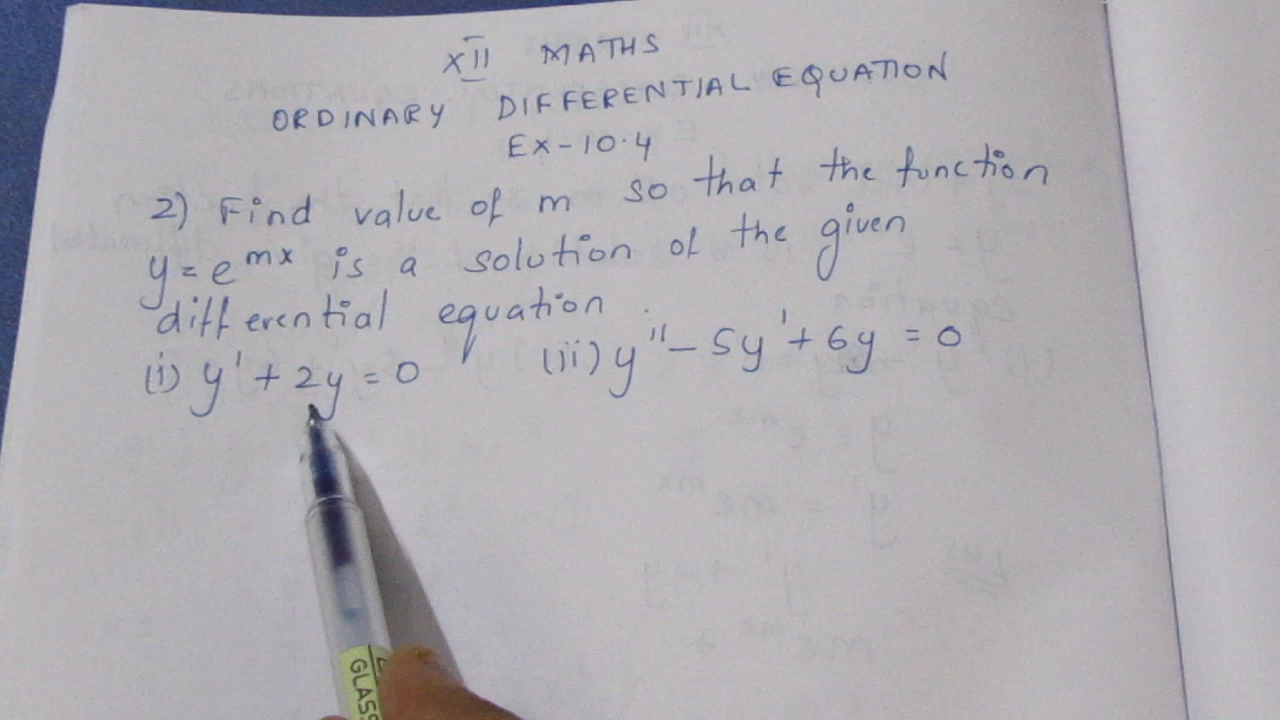 XII MATHS
ORDINARY DIFFERENTIAL EQUATION
Ex-10.4
2) Find value of m so that the function
y = e^mx is a solution of the given
differential equation.
(i) y' + 2y = 0 (ii) y'' - 5y' + 6y = 0
GLASS